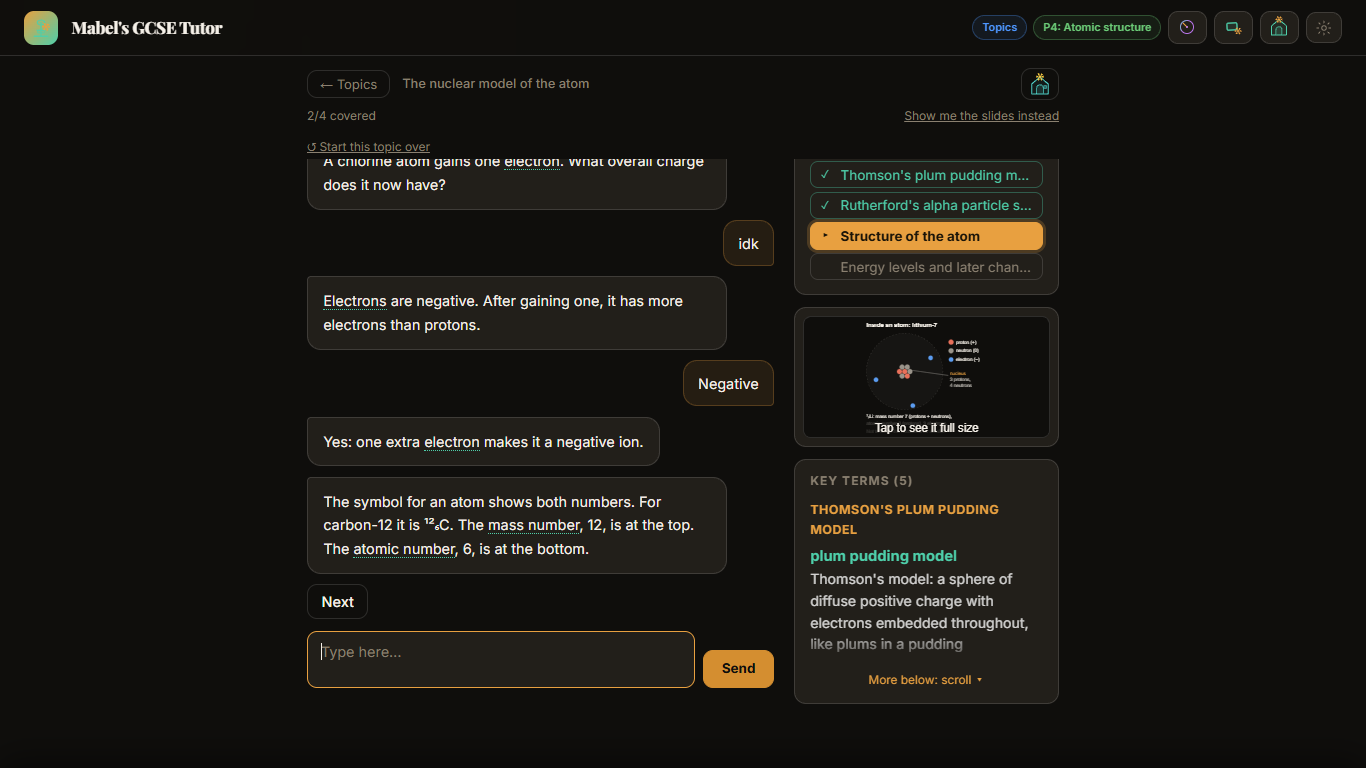 Mabel's GCSE Tutor
Topics
P4: Atomic structure
← Topics
The nuclear model of the atom
2/4 covered
Show me the slides instead
↺ Start this topic over
A chlorine atom gains one electron. What overall charge
does it now have?
idk
Electrons are negative. After gaining one, it has more
electrons than protons.
Negative
Yes: one extra electron makes it a negative ion.
The symbol for an atom shows both numbers. For
carbon-12 it is ¹²₆C. The mass number, 12, is at the top.
The atomic number, 6, is at the bottom.
Next
Type here...
Send
✓ Thomson's plum pudding m...
✓ Rutherford's alpha particle s...
▸ Structure of the atom
Energy levels and later chan...
Inside an atom: lithium-7
proton (+)
neutron (0)
electron (−)
nucleus
3 protons,
4 neutrons
⁷₃Li: mass number 7 (protons + neutrons),
Tap to see it full size
KEY TERMS (5)
THOMSON'S PLUM PUDDING
MODEL
plum pudding model
Thomson's model: a sphere of
diffuse positive charge with
electrons embedded throughout,
like plums in a pudding
More below: scroll ▾